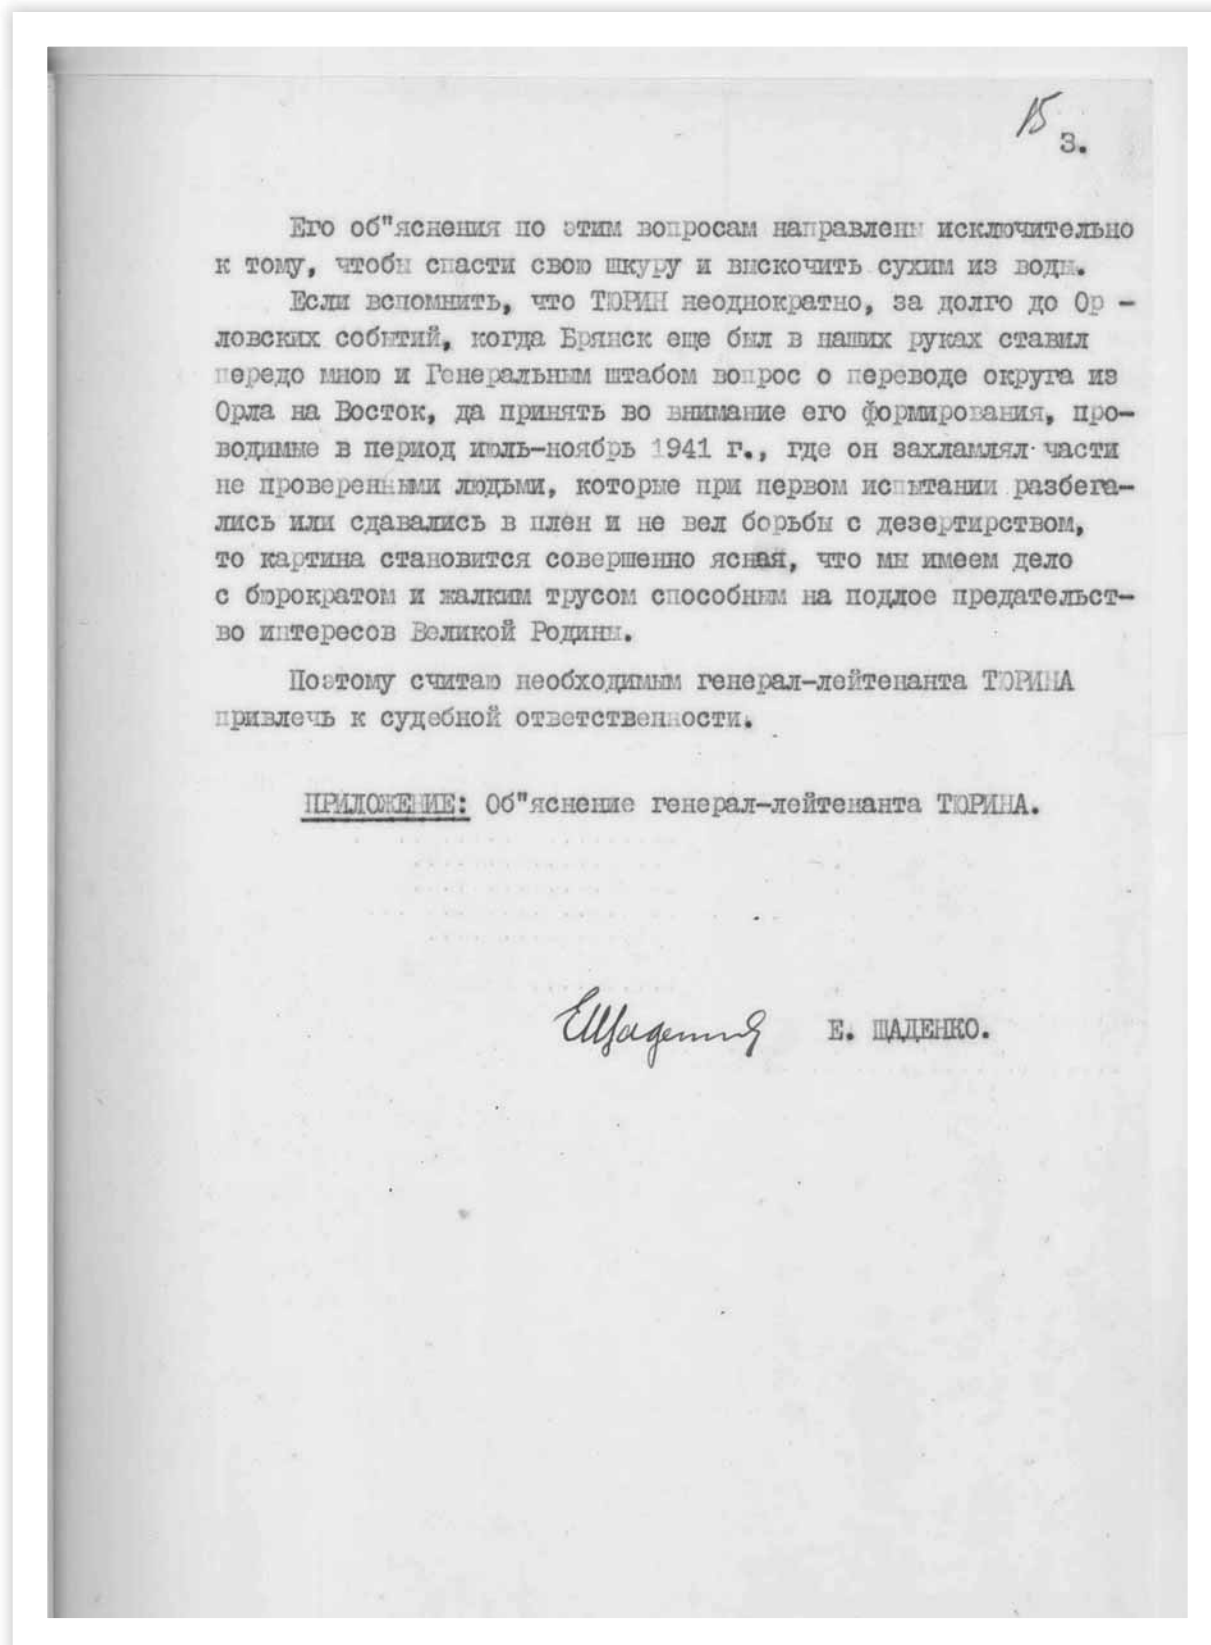 15
3.
Его об"яснения по этим вопросам направлены исключительно
к тому, чтобы спасти свою шкуру и выскочить сухим из воды.
Если вспомнить, что ТЮРИН неоднократно, за долго до Ор –
ловских событий, когда Брянск еще был в наших руках ставил
передо мною и Генеральным штабом вопрос о переводе округа из
Орла на Восток, да принять во внимание его формирования, про-
водимые в период июль-ноябрь 1941 г., где он захламлял части
не проверенными людьми, которые при первом испытании разбега-
лись или сдавались в плен и не вел борьбы с дезертирством,
то картина становится совершенно ясная, что мы имеем дело
с бюрократом и жалким трусом способным на подлое предательст-
во интересов Великой Родины.
Поэтому считаю необходимым генерал-лейтенанта ТЮРИНА
привлечь к судебной ответственности.
ПРИЛОЖЕНИЕ: Об"яснение генерал-лейтенанта ТЮРИНА.
ЕЩаденко Е. ЩАДЕНКО.